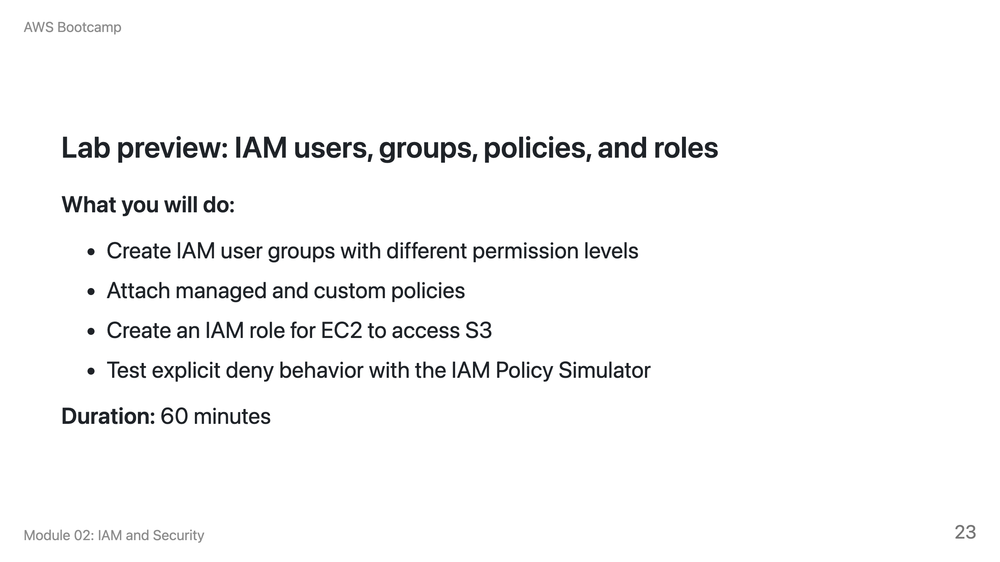 AWS Bootcamp
Lab preview: IAM users, groups, policies, and roles
What you will do:
• Create IAM user groups with different permission levels
• Attach managed and custom policies
• Create an IAM role for EC2 to access S3
• Test explicit deny behavior with the IAM Policy Simulator
Duration: 60 minutes
Module 02: IAM and Security
23